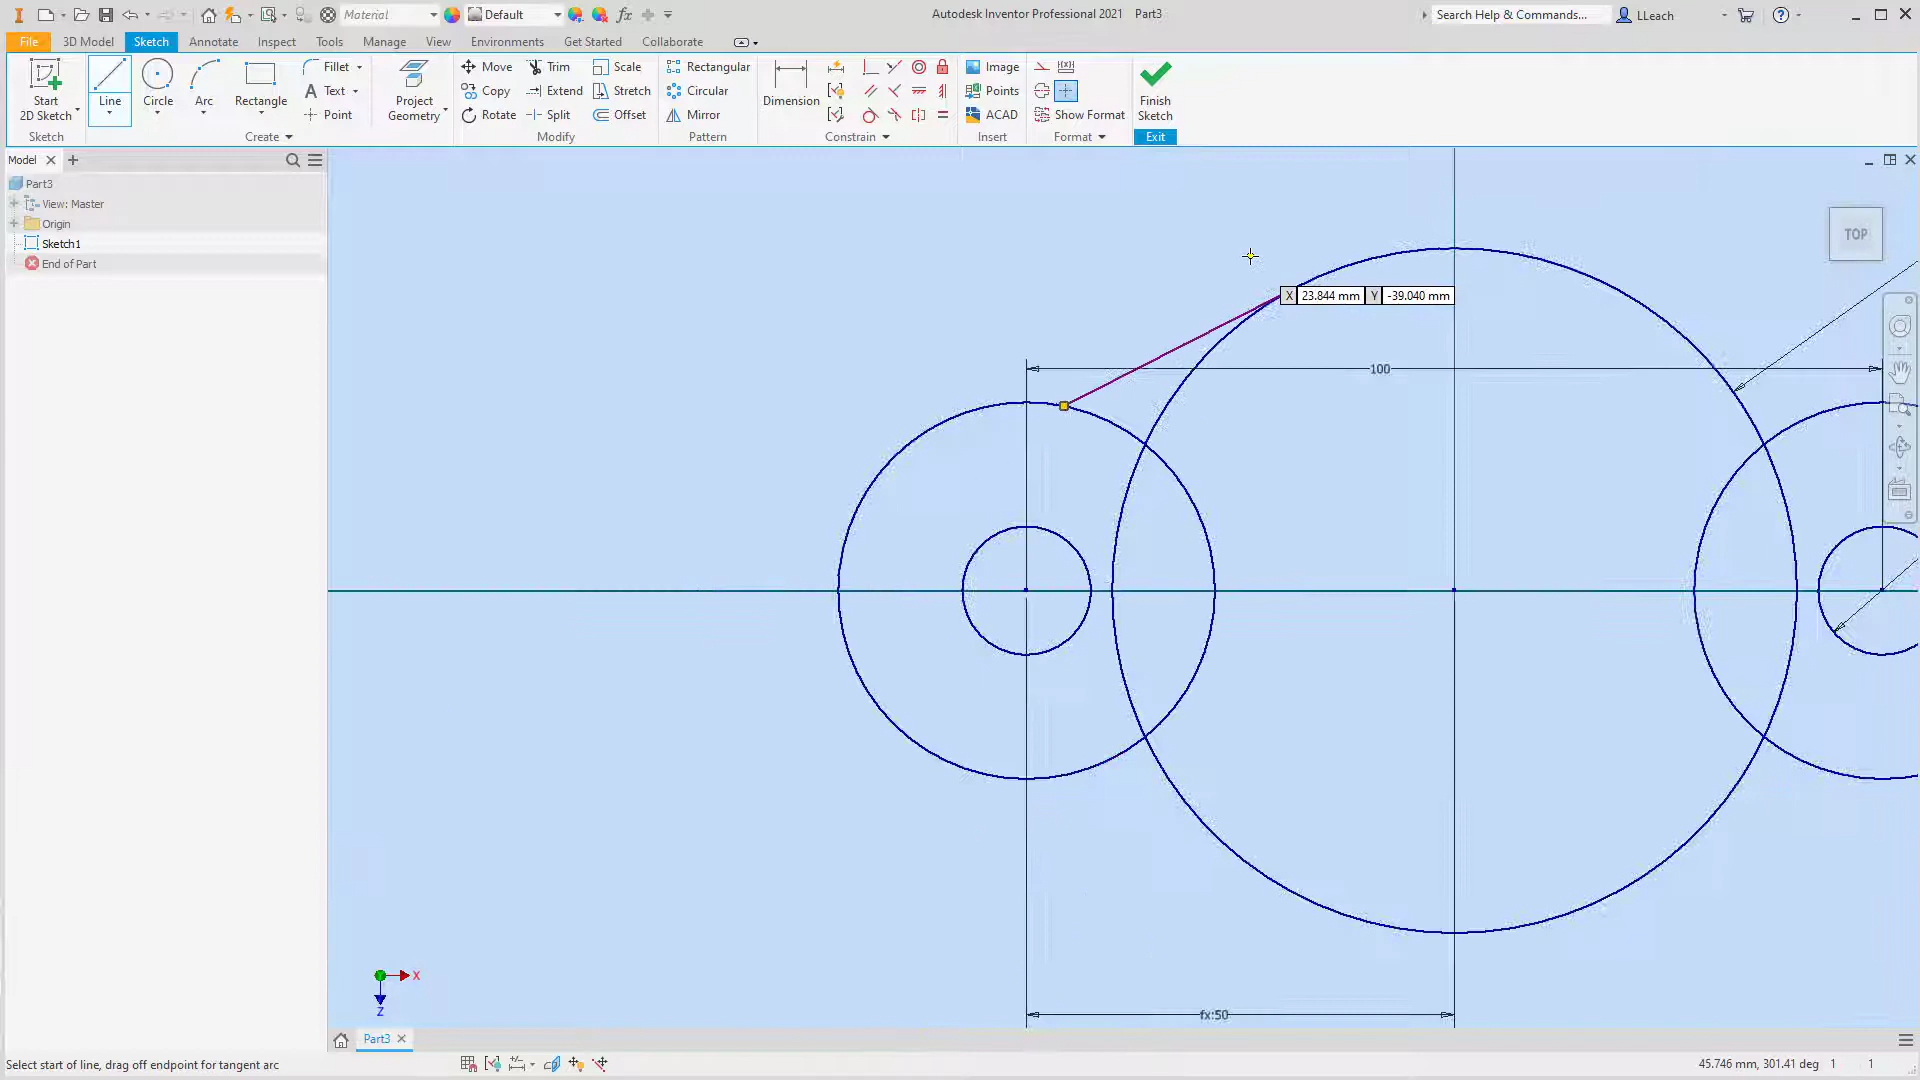 Material
Default
fx
Autodesk Inventor Professional 2021 Part3
Search Help & Commands...
LLeach
File 3D Model Sketch Annotate Inspect Tools Manage View Environments Get Started Collaborate
Start
2D Sketch
Line
Circle
Arc
Rectangle
Fillet
Text
Point
Project
Geometry
Move
Copy
Rotate
Trim
Extend
Split
Scale
Stretch
Offset
Rectangular
Circular
Mirror
Dimension
Image
Points
ACAD
Show Format
Finish
Sketch
Sketch Create Modify Pattern Constrain Insert Format Exit
Model
Part3
View: Master
Origin
Sketch1
End of Part
TOP
X 23.844 mm Y -39.040 mm
100
fx:50
X
Z
Part3
Select start of line, drag off endpoint for tangent arc
45.746 mm, 301.41 deg 1 1